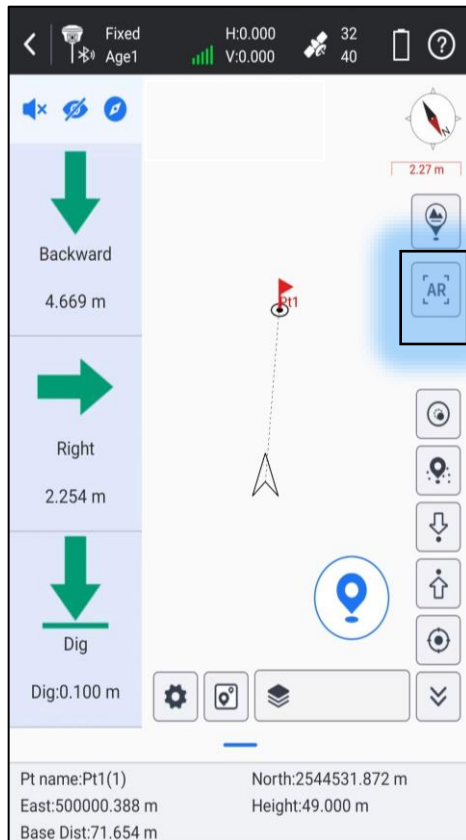 Fixed
Age1
H:0.000
V:0.000
32
40
N
2.27 m
Backward
4.669 m
AR
Pt1
Right
2.254 m
Dig
Dig:0.100 m
Pt name:Pt1(1)
North:2544531.872 m
East:500000.388 m
Height:49.000 m
Base Dist:71.654 m